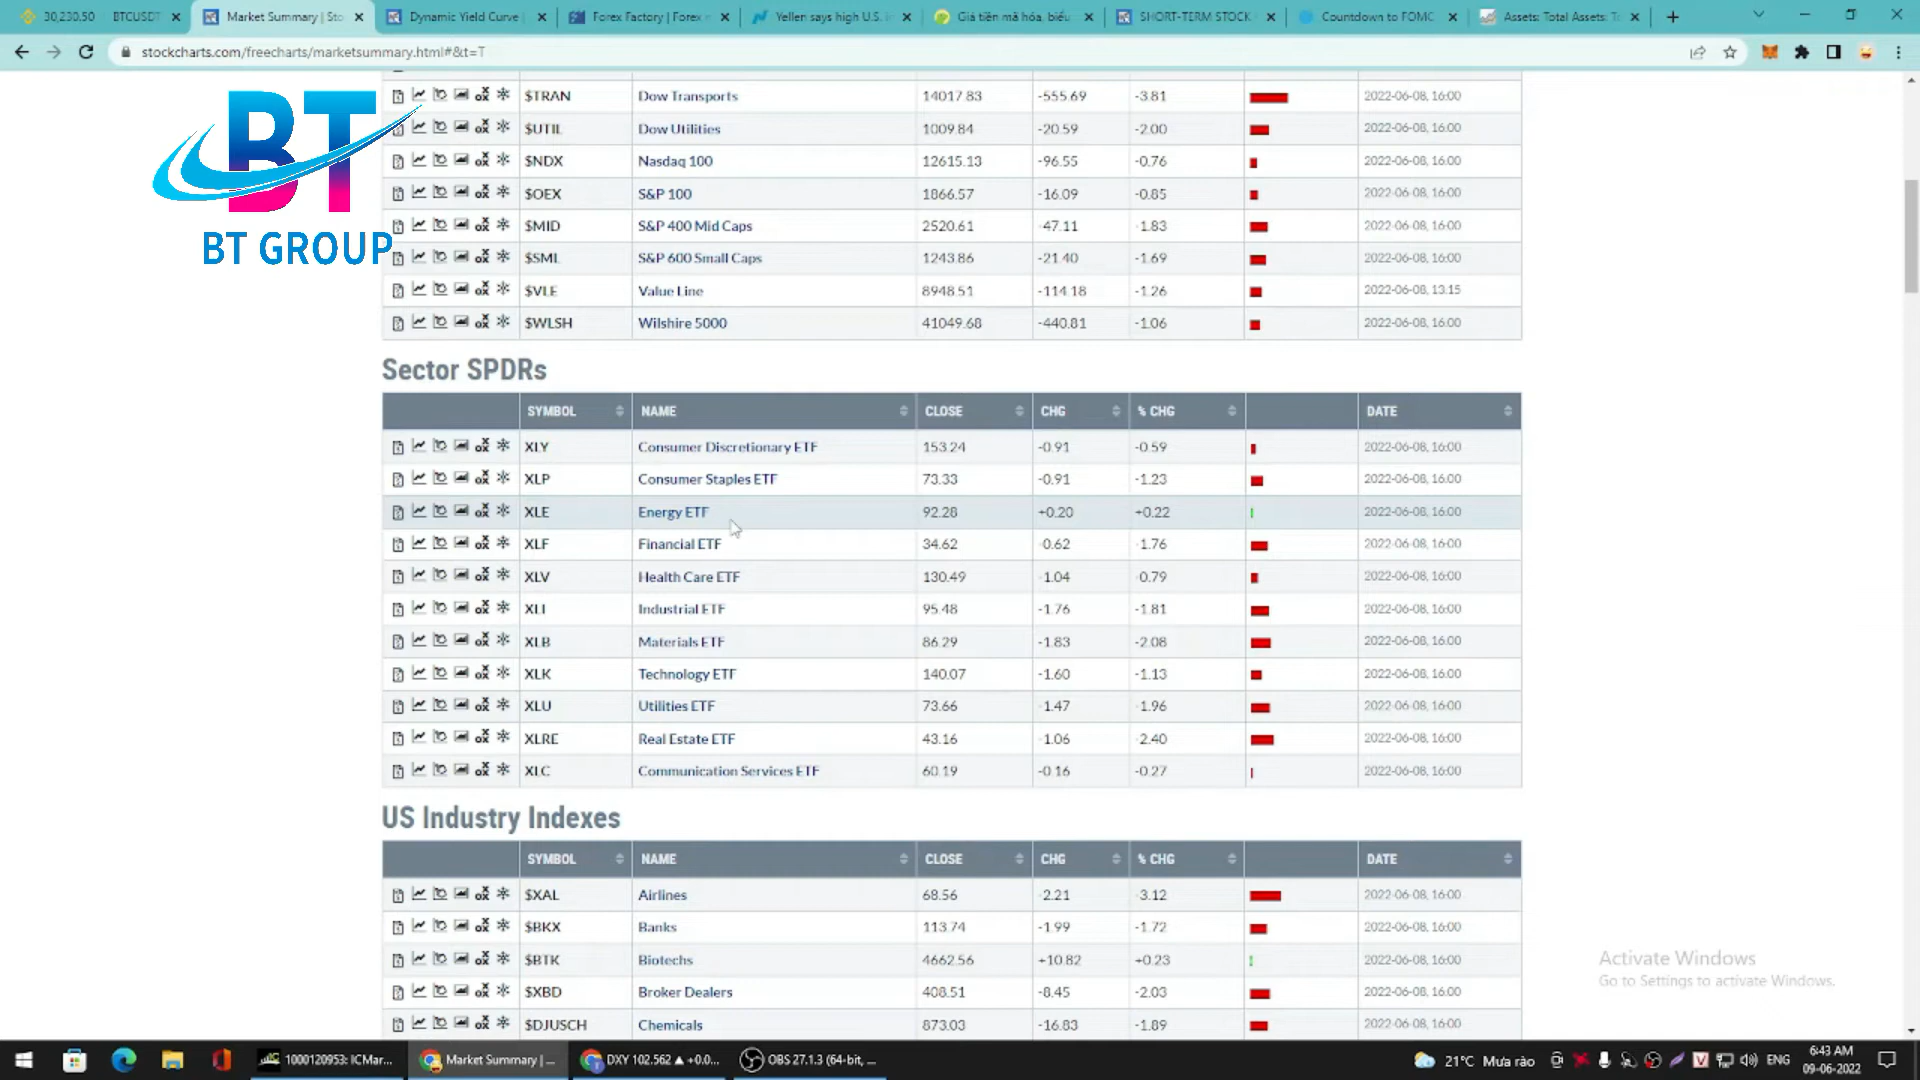 30,230.50 BTCUSDT
Market Summary | Sto
Dynamic Yield Curve |
Forex Factory | Forex
Yellen says high U.S. in
Giá tiền mã hóa, biểu
SHORT-TERM STOCK
Countdown to FOMC
Assets: Total Assets: T
stockcharts.com/freecharts/marketsummary.html#&t=T
BT
BT GROUP
$TRAN Dow Transports 14017.83 -555.69 -3.81 2022-06-08, 16:00
$UTIL Dow Utilities 1009.84 -20.59 -2.00 2022-06-08, 16:00
$NDX Nasdaq 100 12615.13 -96.55 -0.76 2022-06-08, 16:00
$OEX S&P 100 1866.57 -16.09 -0.85 2022-06-08, 16:00
$MID S&P 400 Mid Caps 2520.61 -47.11 -1.83 2022-06-08, 16:00
$SML S&P 600 Small Caps 1243.86 -21.40 -1.69 2022-06-08, 16:00
$VLE Value Line 8948.51 -114.18 -1.26 2022-06-08, 13:15
$WLSH Wilshire 5000 41049.68 -440.81 -1.06 2022-06-08, 16:00
Sector SPDRs
SYMBOL NAME CLOSE CHG % CHG DATE
XLY Consumer Discretionary ETF 153.24 -0.91 -0.59 2022-06-08, 16:00
XLP Consumer Staples ETF 73.33 -0.91 -1.23 2022-06-08, 16:00
XLE Energy ETF 92.28 +0.20 +0.22 2022-06-08, 16:00
XLF Financial ETF 34.62 -0.62 -1.76 2022-06-08, 16:00
XLV Health Care ETF 130.49 -1.04 -0.79 2022-06-08, 16:00
XLI Industrial ETF 95.48 -1.76 -1.81 2022-06-08, 16:00
XLB Materials ETF 86.29 -1.83 -2.08 2022-06-08, 16:00
XLK Technology ETF 140.07 -1.60 -1.13 2022-06-08, 16:00
XLU Utilities ETF 73.66 -1.47 -1.96 2022-06-08, 16:00
XLRE Real Estate ETF 43.16 -1.06 -2.40 2022-06-08, 16:00
XLC Communication Services ETF 60.19 -0.16 -0.27 2022-06-08, 16:00
US Industry Indexes
SYMBOL NAME CLOSE CHG % CHG DATE
$XAL Airlines 68.56 -2.21 -3.12 2022-06-08, 16:00
$BKX Banks 113.74 -1.99 -1.72 2022-06-08, 16:00
$BTK Biotechs 4662.56 +10.82 +0.23 2022-06-08, 16:00
$XBD Broker Dealers 408.51 -8.45 -2.03 2022-06-08, 16:00
$DJUSCH Chemicals 873.03 -16.83 -1.89 2022-06-08, 16:00
Activate Windows
Go to Settings to activate Windows.
1000120953: ICMar...
Market Summary | ...
DXY 102.562 ▲ +0.0...
OBS 27.1.3 (64-bit, ...
21°C Mưa rào
ENG
6:43 AM
09-06-2022